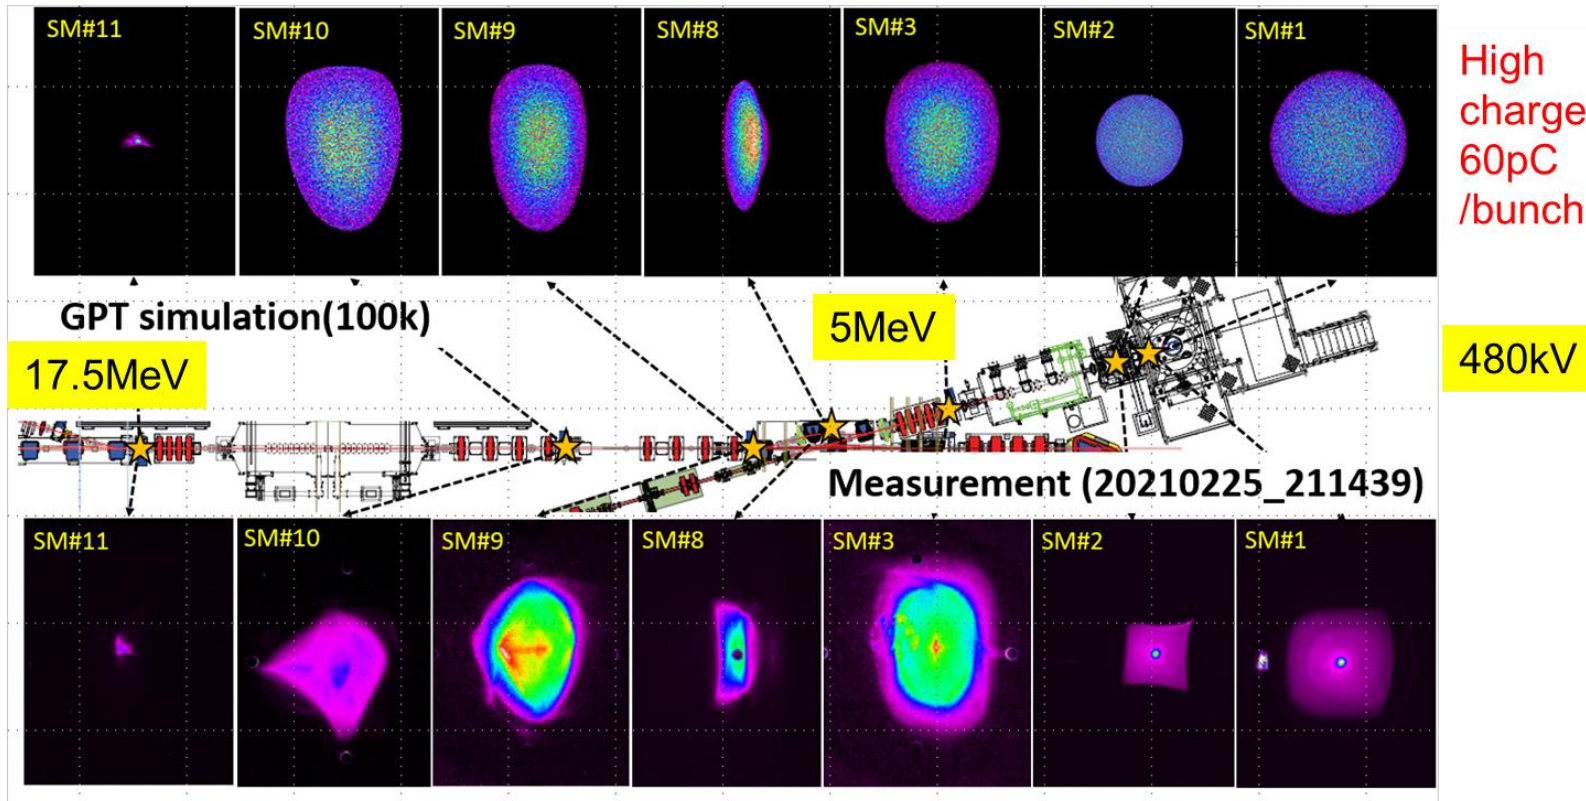 SM#11
SM#10
SM#9
SM#8
SM#3
SM#2
SM#1
High
charge
60pC
/bunch
GPT simulation(100k)
5MeV
17.5MeV
480kV
Measurement (20210225_211439)
SM#11
SM#10
SM#9
SM#8
SM#3
SM#2
SM#1